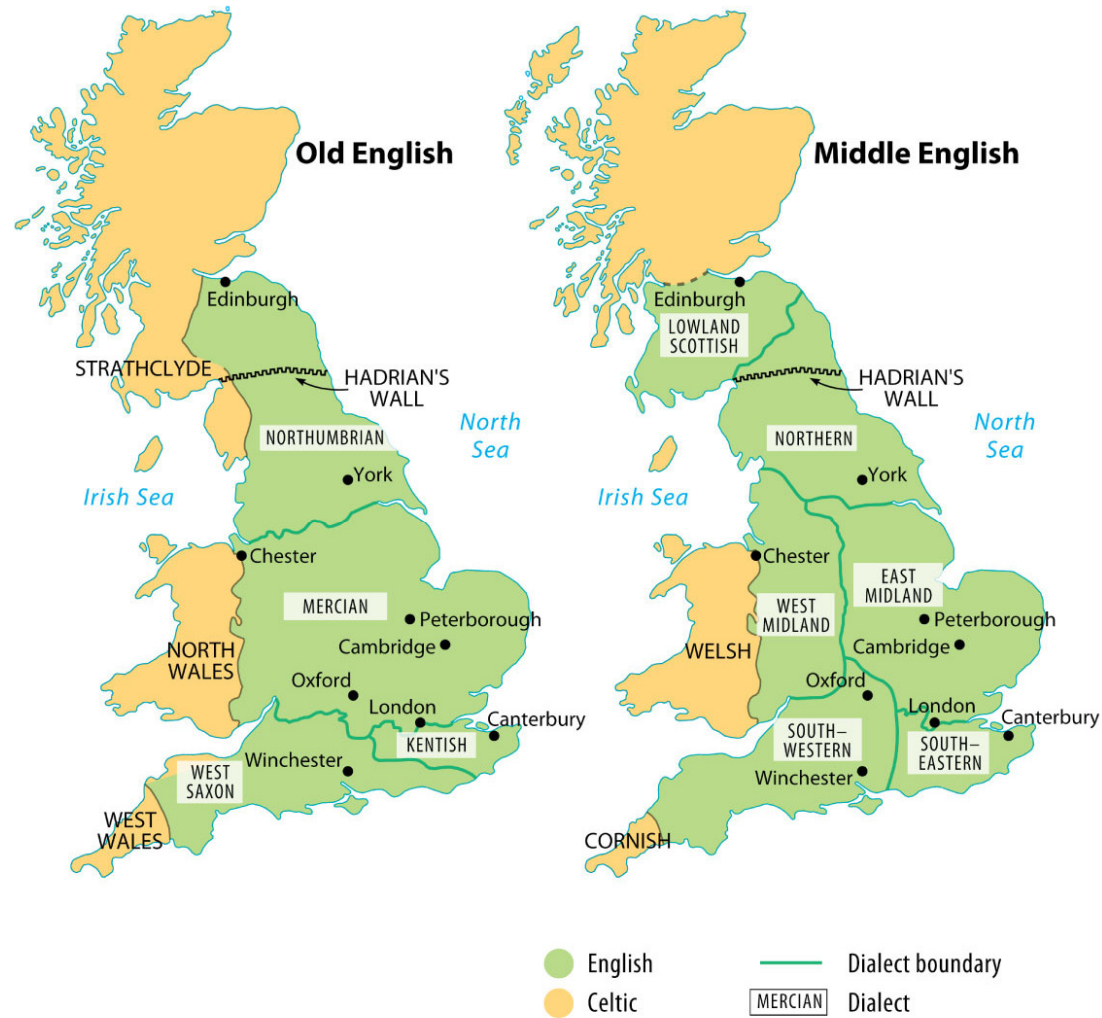 Old English
Edinburgh
STRATHCLYDE
HADRIAN'S
WALL
North
Sea
NORTHUMBRIAN
York
Irish Sea
Chester
MERCIAN
Peterborough
Cambridge
NORTH
WALES
Oxford
London
Canterbury
KENTISH
Winchester
WEST
SAXON
WEST
WALES
Middle English
Edinburgh
LOWLAND
SCOTTISH
HADRIAN'S
WALL
North
Sea
NORTHERN
York
Irish Sea
Chester
EAST
MIDLAND
WEST
MIDLAND
Peterborough
Cambridge
WELSH
Oxford
London
Canterbury
SOUTH–
WESTERN
SOUTH–
EASTERN
Winchester
CORNISH
English
Dialect boundary
Celtic
MERCIAN
Dialect